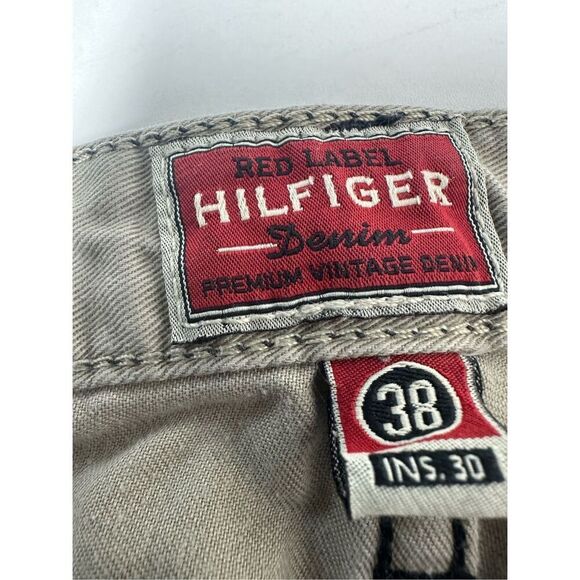 RED LABEL
HILFIGER
Denim
PREMIUM VINTAGE DENIM
38
INS. 30